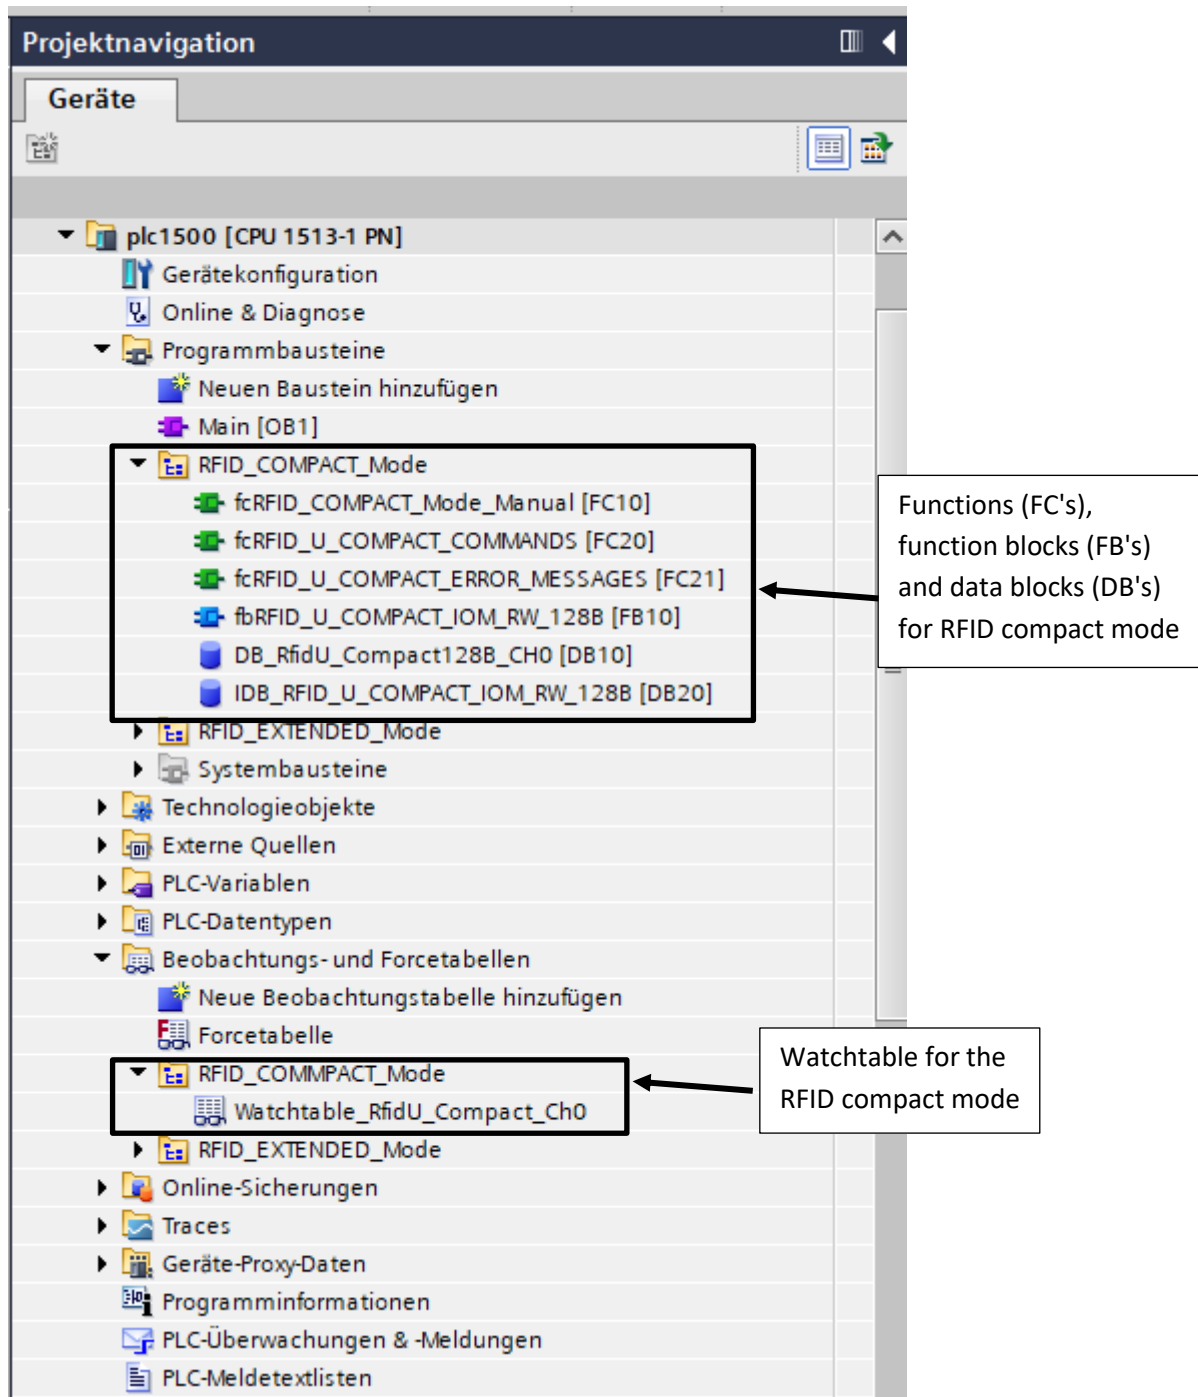 Projektnavigation
Geräte
plc1500 [CPU 1513-1 PN]
Gerätekonfiguration
Online & Diagnose
Programmbausteine
Neuen Baustein hinzufügen
Main [OB1]
RFID_COMPACT_Mode
fcRFID_COMPACT_Mode_Manual [FC10]
fcRFID_U_COMPACT_COMMANDS [FC20]
fcRFID_U_COMPACT_ERROR_MESSAGES [FC21]
fbRFID_U_COMPACT_IOM_RW_128B [FB10]
DB_RfidU_Compact128B_CH0 [DB10]
IDB_RFID_U_COMPACT_IOM_RW_128B [DB20]
RFID_EXTENDED_Mode
Systembausteine
Technologieobjekte
Externe Quellen
PLC-Variablen
PLC-Datentypen
Beobachtungs- und Forcetabellen
Neue Beobachtungstabelle hinzufügen
Forcetabelle
RFID_COMMPACT_Mode
Watchtable_RfidU_Compact_Ch0
RFID_EXTENDED_Mode
Online-Sicherungen
Traces
Geräte-Proxy-Daten
Programminformationen
PLC-Überwachungen & -Meldungen
PLC-Meldetextlisten
Functions (FC's),
function blocks (FB's)
and data blocks (DB's)
for RFID compact mode
Watchtable for the
RFID compact mode